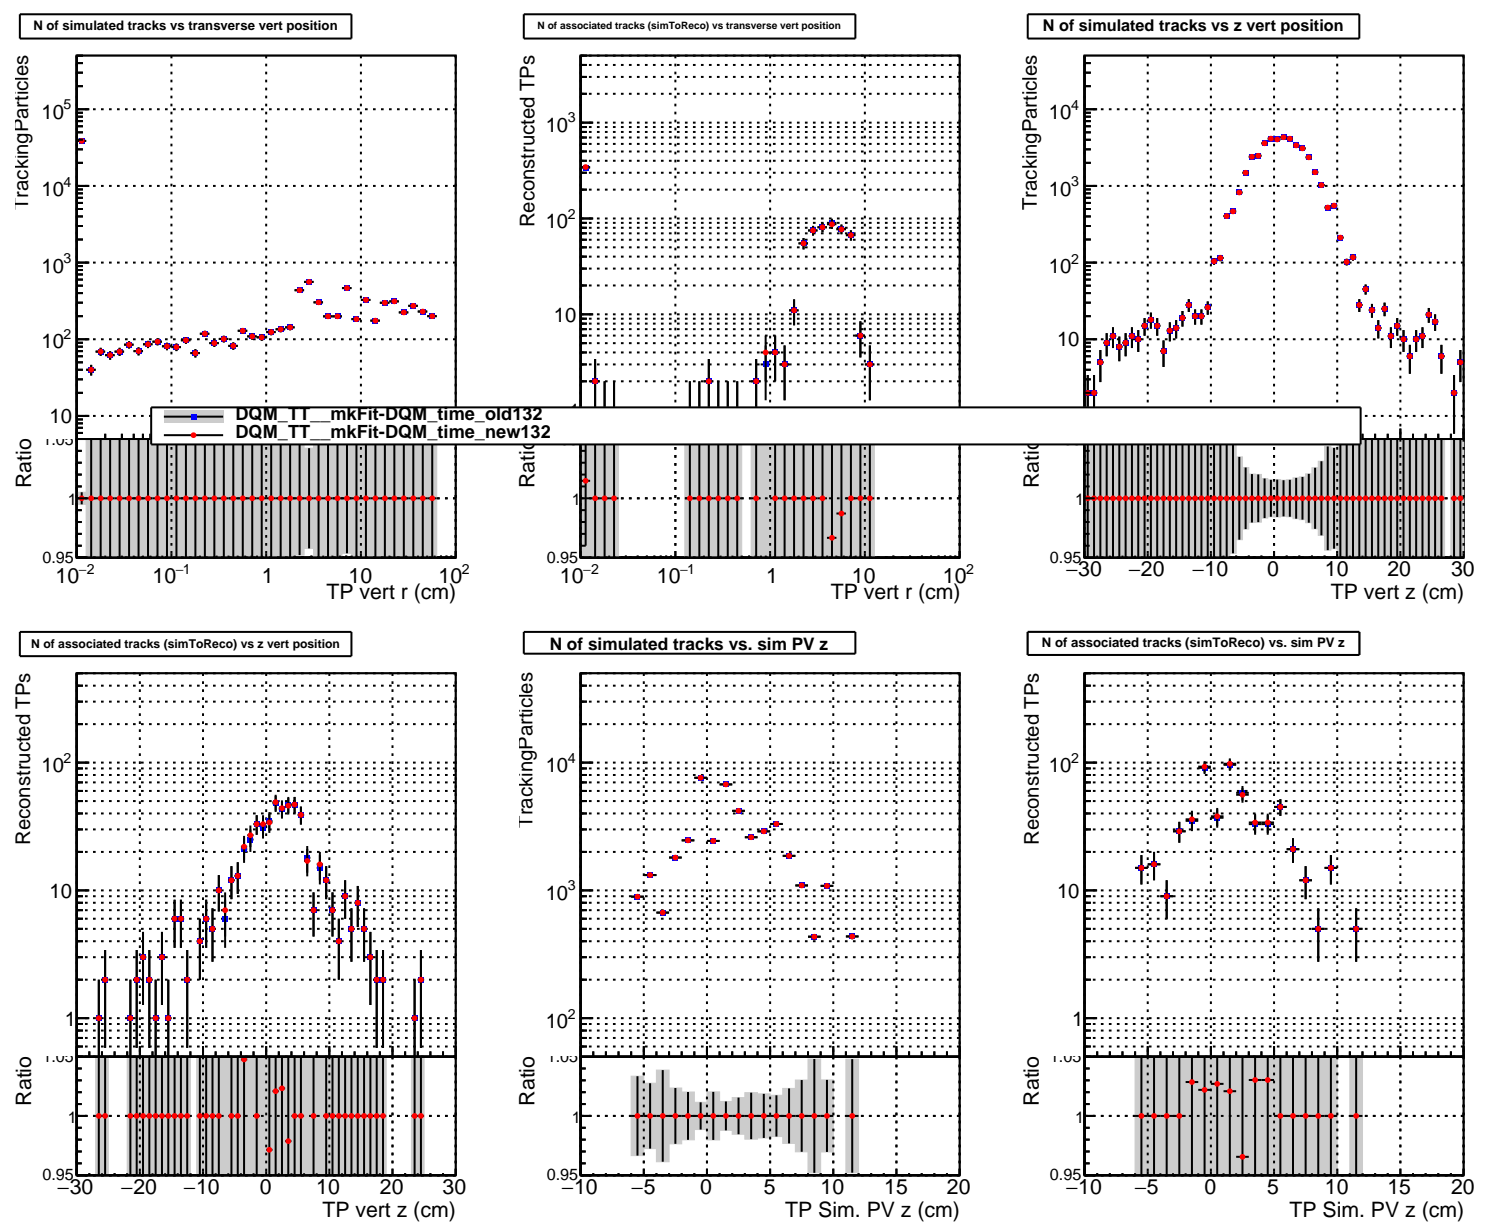 N of simulated tracks vs transverse vert position
TrackingParticles
10^5
10^4
10^3
10^2
10
Ratio
1
0.95
10^−2 10^−1 1 10 10^2
TP vert r (cm)
N of associated tracks (simToReco) vs transverse vert position
Reconstructed TPs
10^3
10^2
10
1
0.95
10^−2 10^−1 1 10 10^2
TP vert r (cm)
N of simulated tracks vs z vert position
TrackingParticles
10^4
10^3
10^2
10
1
0.95
−30 −20 −10 0 10 20 30
TP vert z (cm)
DQM_TT__mkFit-DQM_time_old132
DQM_TT__mkFit-DQM_time_new132
N of associated tracks (simToReco) vs z vert position
Reconstructed TPs
10^2
10
1
Ratio
1
0.95
−30 −20 −10 0 10 20 30
TP vert z (cm)
N of simulated tracks vs. sim PV z
TrackingParticles
10^4
10^3
10^2
Ratio
1
0.95
−10 −5 0 5 10 15 20
TP Sim. PV z (cm)
N of associated tracks (simToReco) vs. sim PV z
Reconstructed TPs
10^2
10
1
Ratio
1
0.95
−10 −5 0 5 10 15 20
TP Sim. PV z (cm)